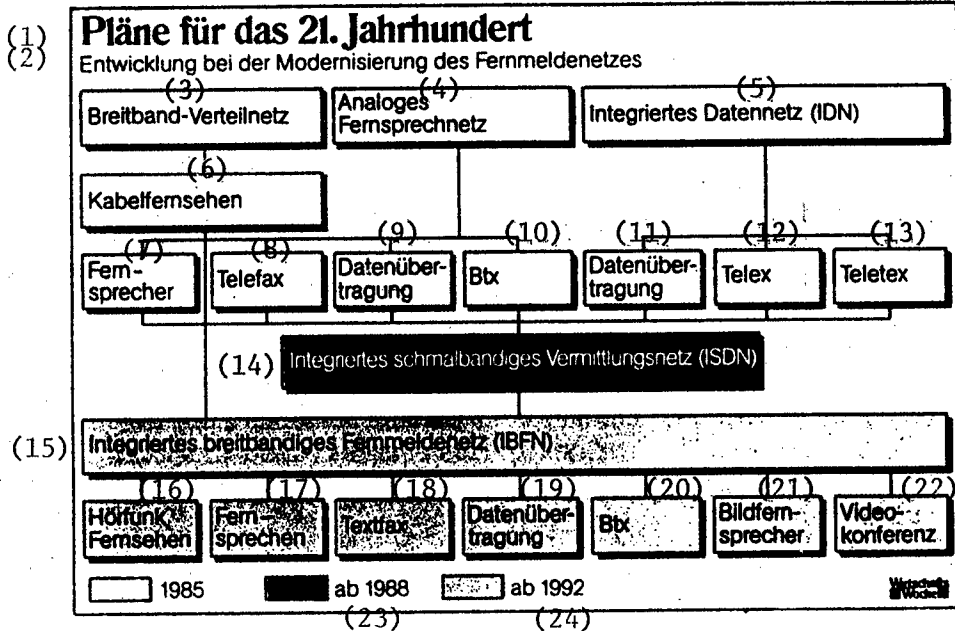 (1) Pläne für das 21. Jahrhundert
(2) Entwicklung bei der Modernisierung des Fernmeldenetzes
(3) (4) (5)
Breitband-Verteilnetz
Analoges
Fernsprechnetz
Integriertes Datennetz (IDN)
(6)
Kabelfernsehen
(7) (8) (9) (10) (11) (12) (13)
Fern-
sprecher
Telefax
Datenüber-
tragung
Btx
Datenüber-
tragung
Telex
Teletex
(14) Integriertes schmalbandiges Vermittlungsnetz (ISDN)
(15) Integriertes breitbandiges Fernmeldenetz (IBFN)
(16) (17) (18) (19) (20) (21) (22)
Hörfunk,
Fernsehen
Fern-
sprechen
Textfax
Datenüber-
tragung
Btx
Bildfern-
sprecher
Video-
konferenz
1985 ab 1988 ab 1992
Wirtschafts
Woche
(23) (24)